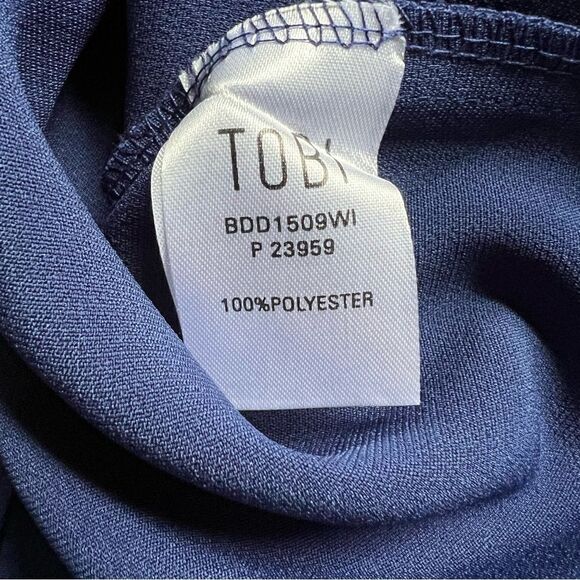 TOBI
BDD1509WI
P 23959
100%POLYESTER